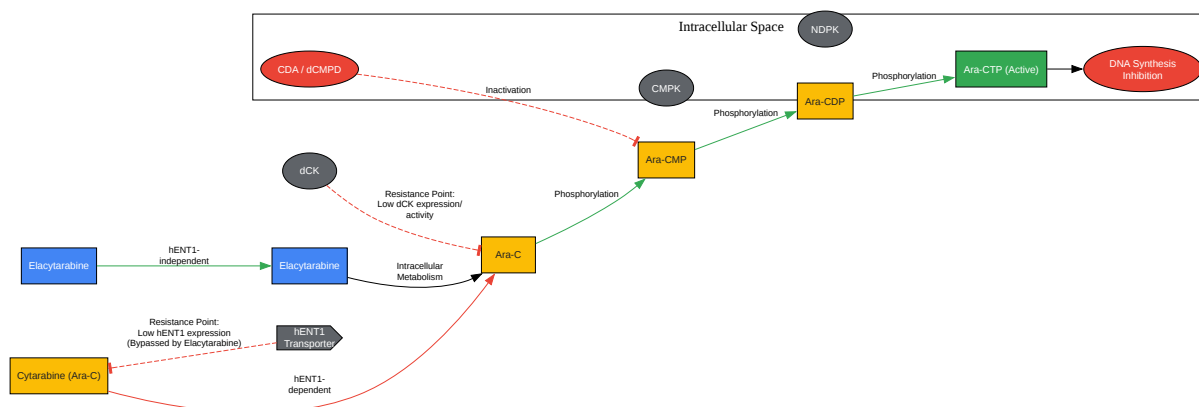 Intracellular Space
NDPK
CDA / dCMPD
Inactivation
CMPK
Phosphorylation
Ara-CTP (Active)
DNA Synthesis
Inhibition
Ara-CDP
Phosphorylation
Ara-CMP
dCK
Resistance Point:
Low dCK expression/
activity
Phosphorylation
Elacytarabine
hENT1-
independent
Elacytarabine
Intracellular
Metabolism
Ara-C
Resistance Point:
Low hENT1 expression
(Bypassed by Elacytarabine)
hENT1
Transporter
Cytarabine (Ara-C)
hENT1-
dependent